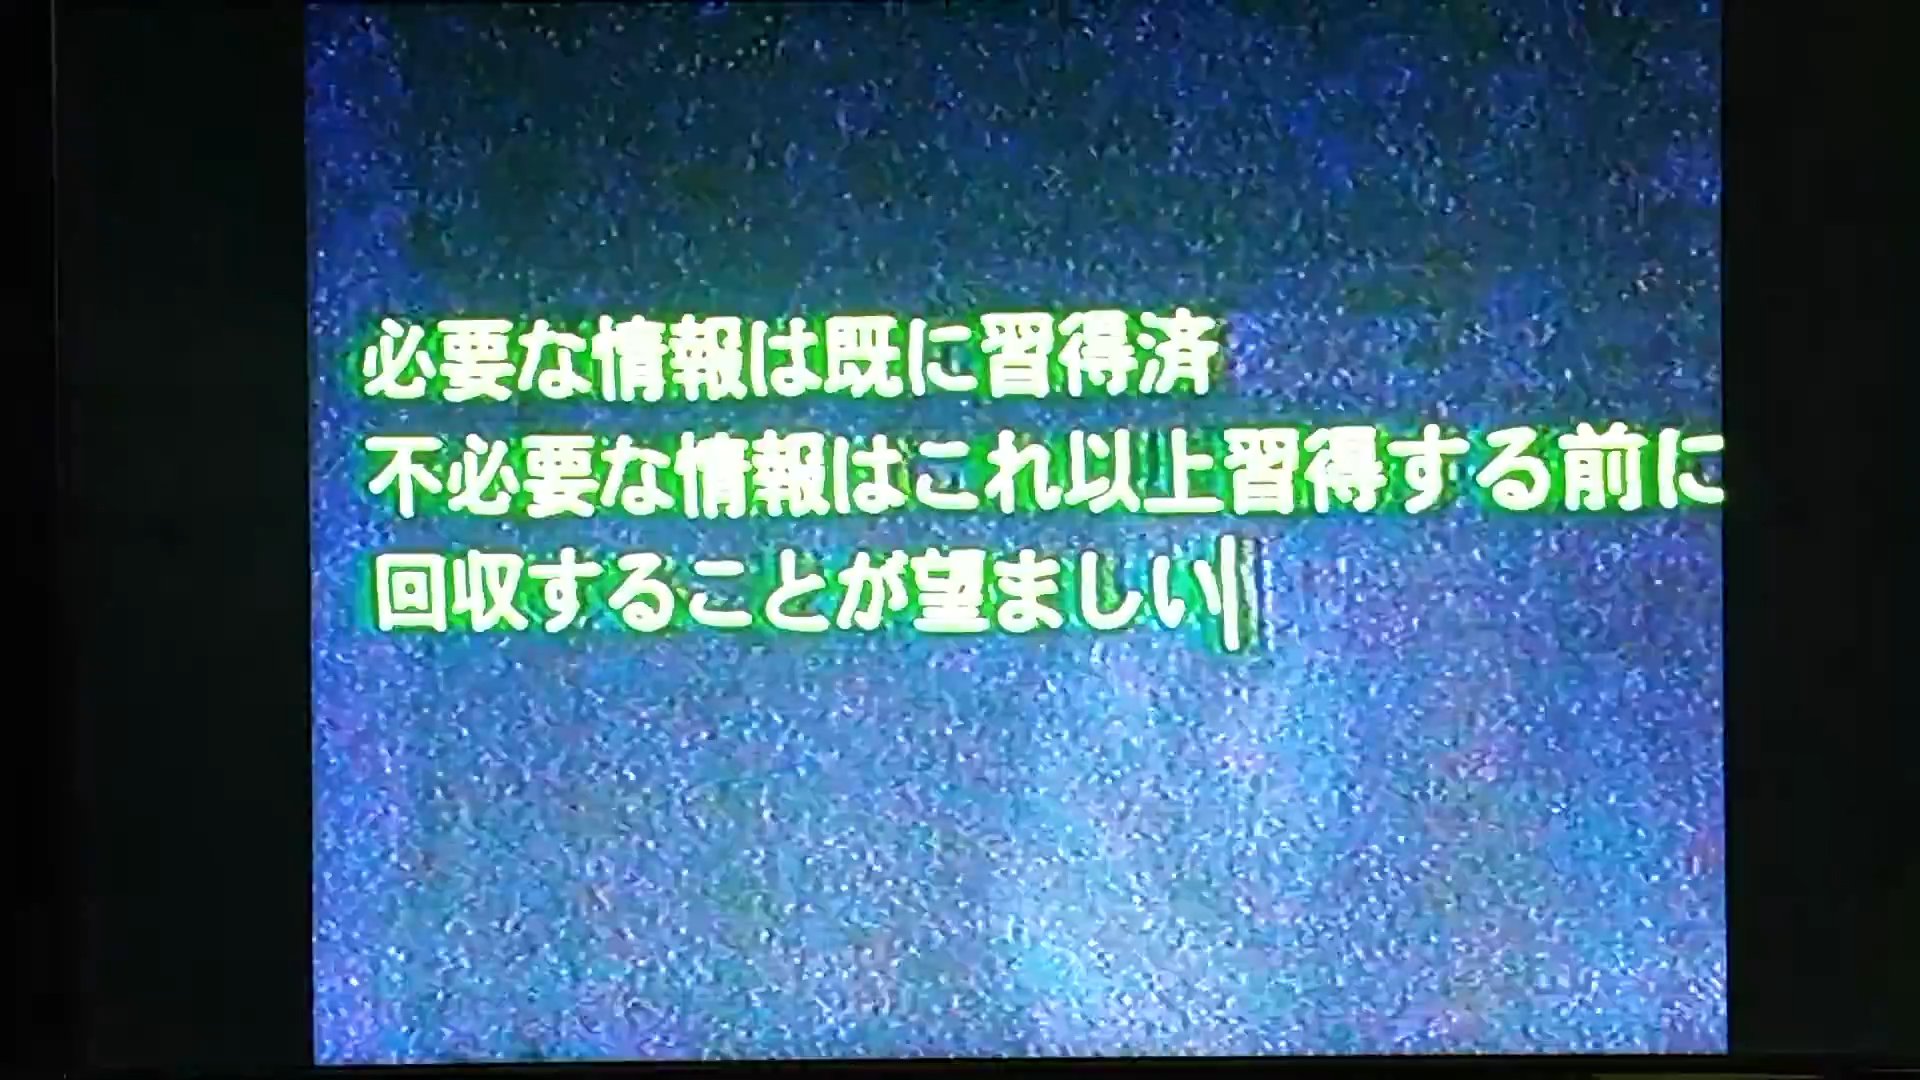 必要な情報は既に習得済
不必要な情報はこれ以上習得する前に
回収することが望ましい